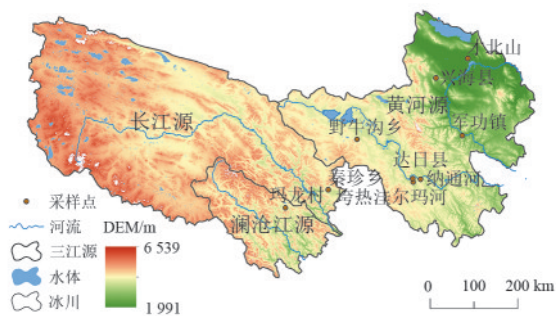 木北山
兴海县
黄河源
军功镇
长江源
野牛沟乡
达日县
纳通河
秦珍乡
玛龙村
垮热洼尔玛河
澜沧江源
采样点
河流
三江源
水体
冰川
DEM/m
6 539
1 991
0 100 200 km